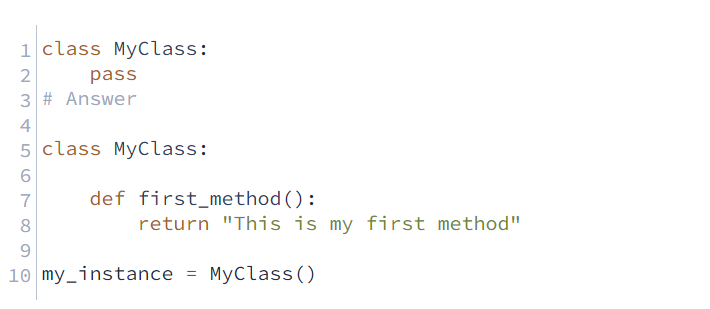 1 class MyClass:
2     pass
3 # Answer
4
5 class MyClass:
6
7     def first_method():
8         return "This is my first method"
9
10 my_instance = MyClass()